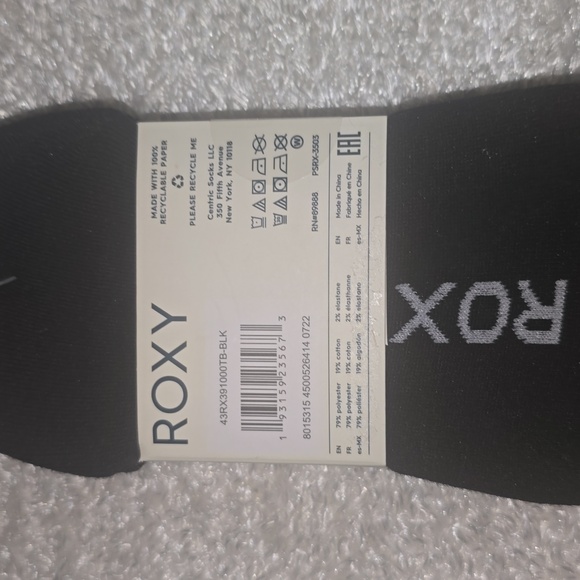 ROXY
MADE WITH 100%
RECYCLABLE PAPER
PLEASE RECYCLE ME
Centric Socks LLC
350 Fifth Avenue
New York, NY 10118
RN#89888 PSRX-3503
43RX391000TB-BLK
1 93159 23567 3
8015315 4500526414 0722
EN 79% polyester 19% cotton 2% elastane EN Made in China
FR 79% polyester 19% coton 2% élasthanne FR Fabriqué en Chine
es-MX 79% poliéster 19% algodón 2% elastano es-MX Hecho en China
EAC
ROX